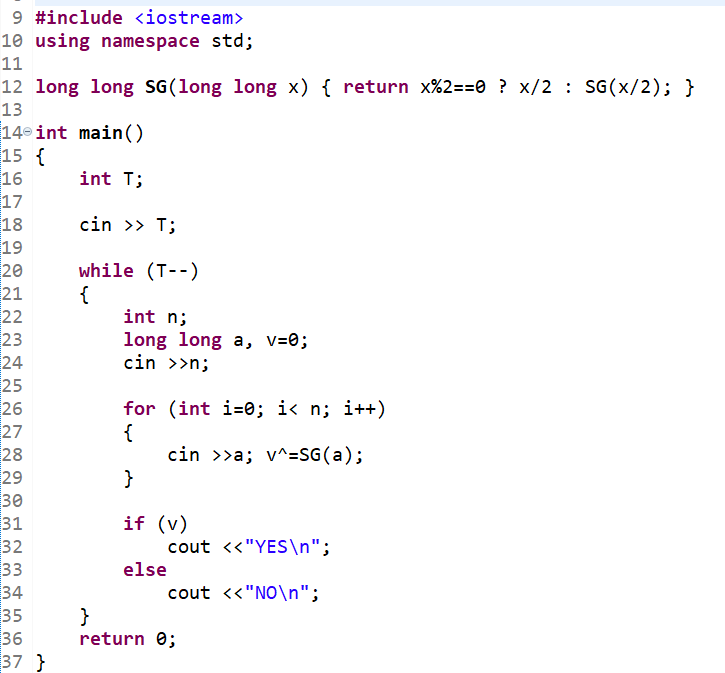 9 #include <iostream>
10 using namespace std;
11
12 long long SG(long long x) { return x%2==0 ? x/2 : SG(x/2); }
13
14 int main()
15 {
16     int T;
17
18     cin >> T;
19
20     while (T--)
21     {
22         int n;
23         long long a, v=0;
24         cin >>n;
25
26         for (int i=0; i< n; i++)
27         {
28             cin >>a; v^=SG(a);
29         }
30
31         if (v)
32             cout <<"YES\n";
33         else
34             cout <<"NO\n";
35     }
36     return 0;
37 }